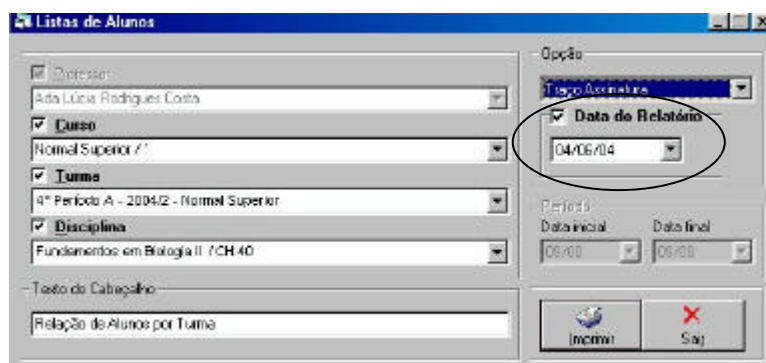 Listas de Alunos
Professor
Ada Lúcia Rodrigues Costa
Curso
Normal Superior / 1
Turma
4º Período A - 2004/2 - Normal Superior
Disciplina
Fundamentos em Biologia II / CH 40
Texto do Cabeçalho
Relação de Alunos por Turma
Opção
Traço Assinatura
Data do Relatório
04/06/04
Período
Data inicial Data final
Imprimir Sair